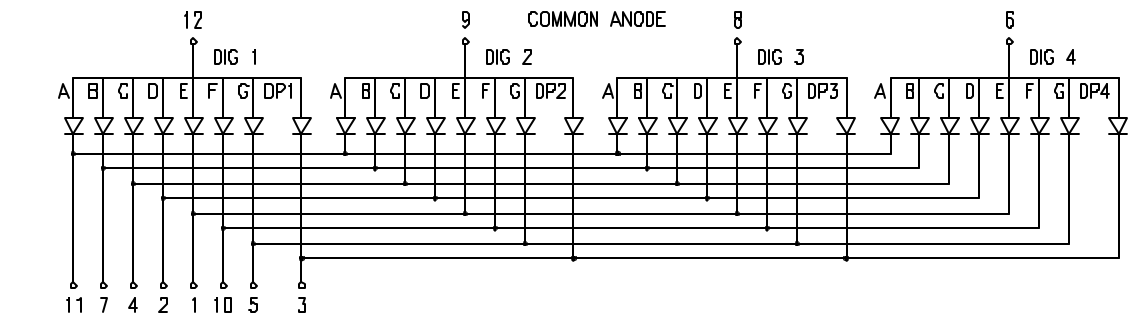 12 9 COMMON ANODE 8 6
DIG 1 DIG 2 DIG 3 DIG 4
A B C D E F G DP1 A B C D E F G DP2 A B C D E F G DP3 A B C D E F G DP4
11 7 4 2 1 10 5 3